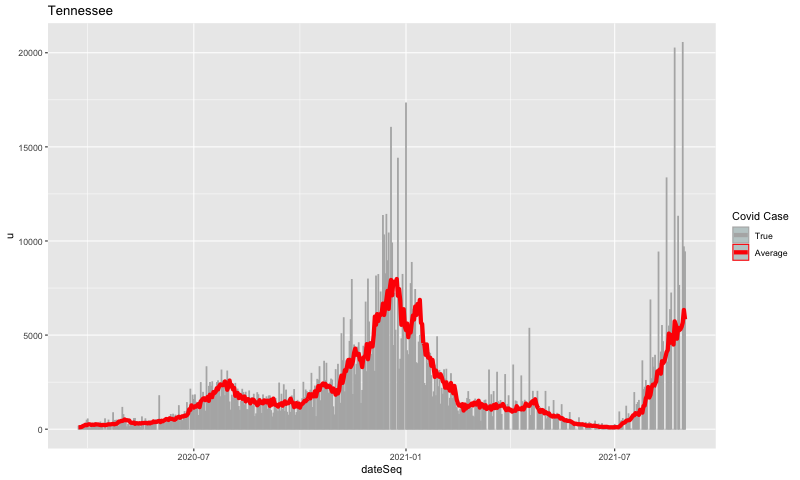 Tennessee
20000
15000
10000
5000
0
u
2020-07
2021-01
2021-07
dateSeq
Covid Case
True
Average